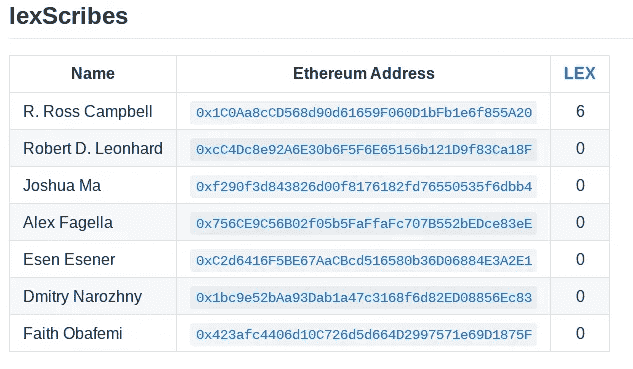 lexScribes
Name Ethereum Address LEX
R. Ross Campbell 0x1C0Aa8cCD568d90d61659F060D1bFb1e6f855A20 6
Robert D. Leonhard 0xcC4Dc8e92A6E30b6F5F6E65156b121D9f83Ca18F 0
Joshua Ma 0xf290f3d843826d00f8176182fd76550535f6dbb4 0
Alex Fagella 0x756CE9C56B02f05b5FaFfaFc707B552bEDce83eE 0
Esen Esener 0xC2d6416F5BE67AaCBcd516580b36D06884E3A2E1 0
Dmitry Narozhny 0x1bc9e52bAa93Dab1a47c3168f6d82ED08856Ec83 0
Faith Obafemi 0x423afc4406d10C726d5d664D2997571e69D1875F 0